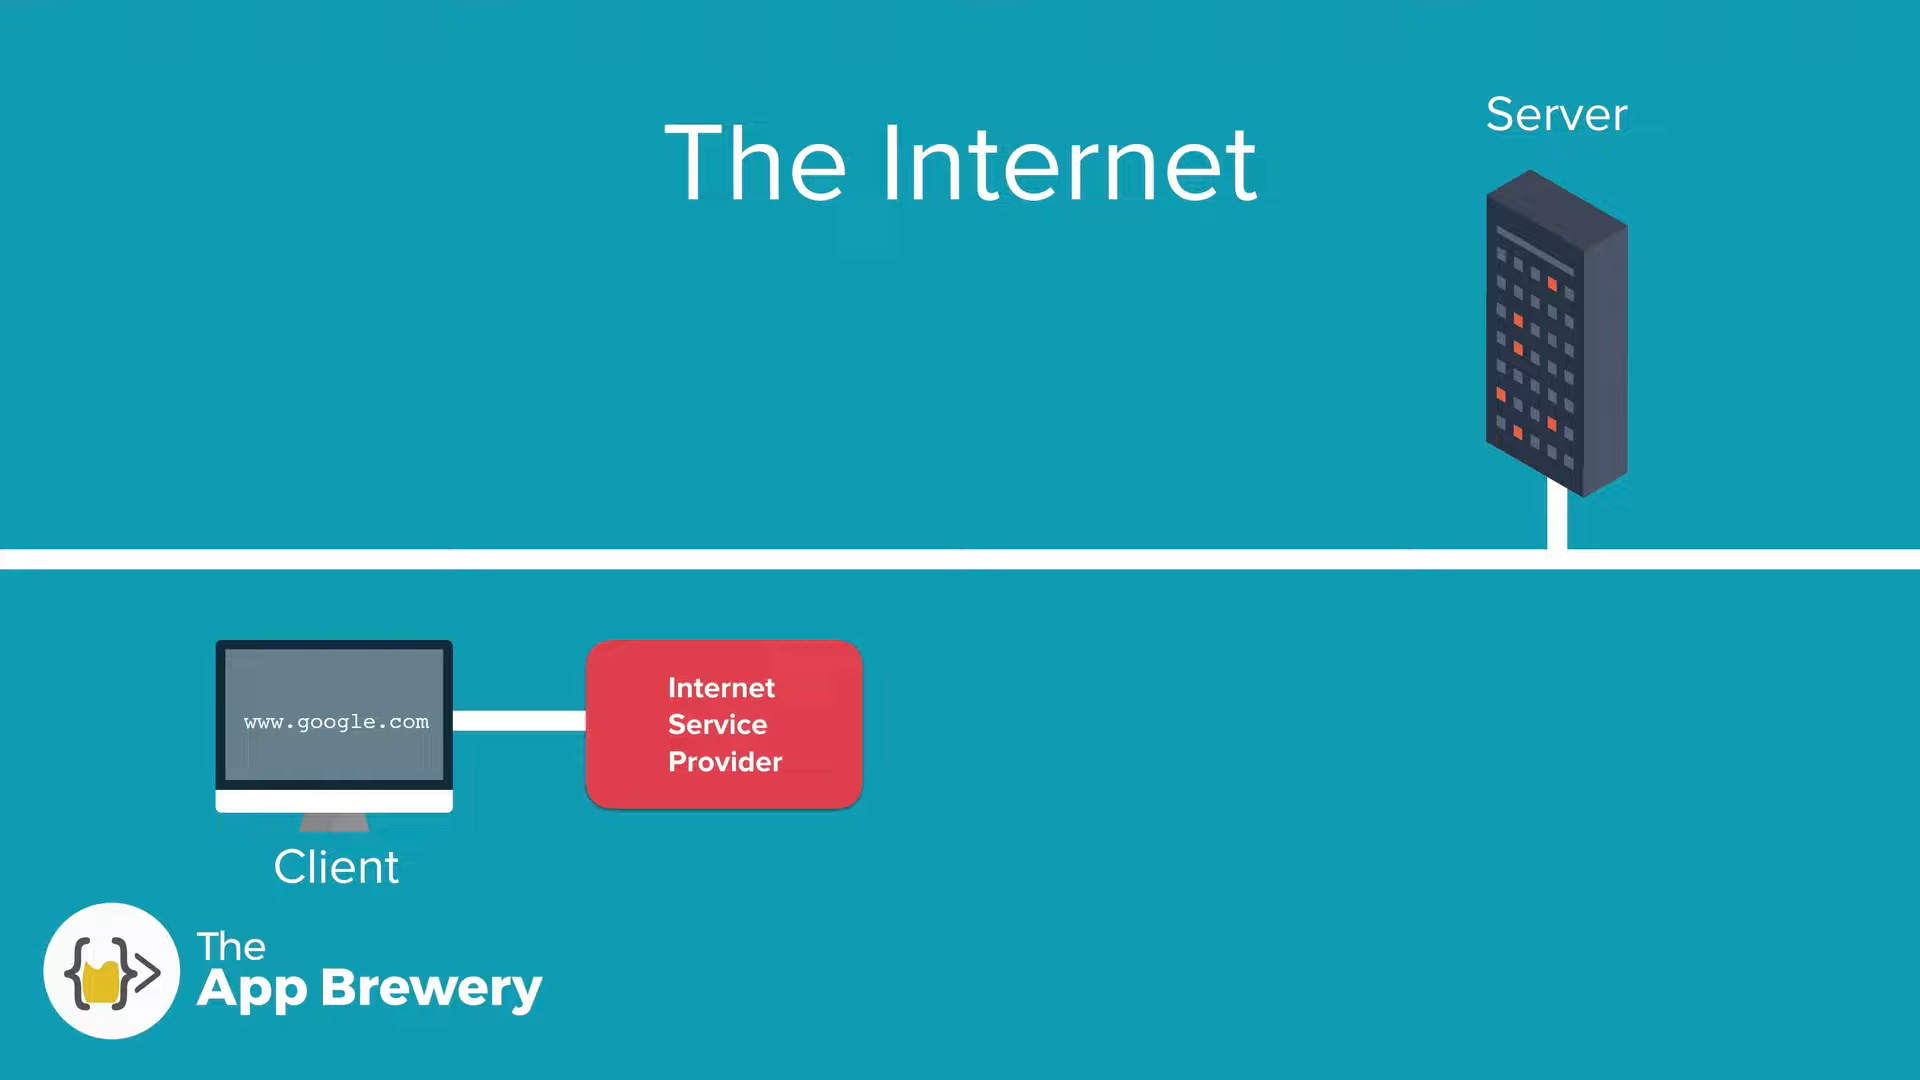 The Internet
Server
www.google.com
Internet
Service
Provider
Client
The
App Brewery